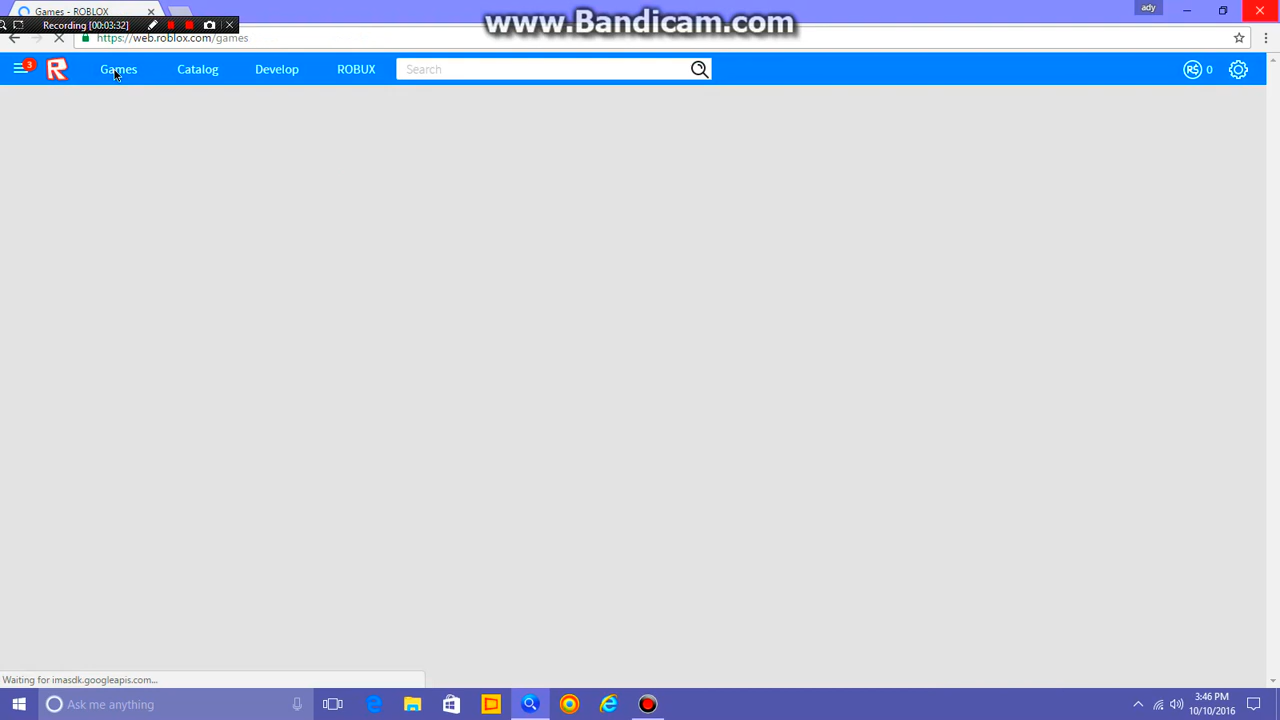 Games - ROBLOX
ady
Recording [00:03:32]
www.Bandicam.com
https://web.roblox.com/games
3
Games
Catalog
Develop
ROBUX
Search
R$ 0
Waiting for imasdk.googleapis.com...
Ask me anything
3:46 PM
10/10/2016